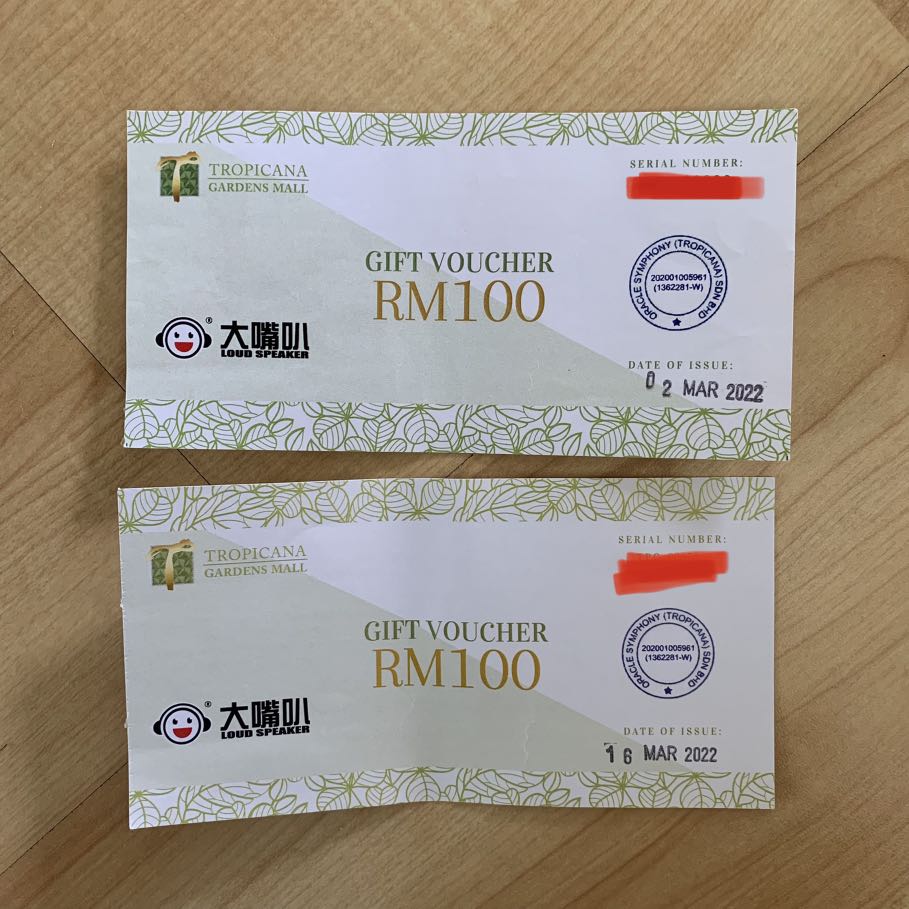 TROPICANA
GARDENS MALL
SERIAL NUMBER:
GIFT VOUCHER
RM100
ORACLE SYMPHONY (TROPICANA) SDN BHD
202001005961
(1362281-W)
大嘴叭
LOUD SPEAKER
DATE OF ISSUE:
02 MAR 2022
TROPICANA
GARDENS MALL
SERIAL NUMBER:
GIFT VOUCHER
RM100
ORACLE SYMPHONY (TROPICANA) SDN BHD
202001005961
(1362281-W)
大嘴叭
LOUD SPEAKER
DATE OF ISSUE:
16 MAR 2022